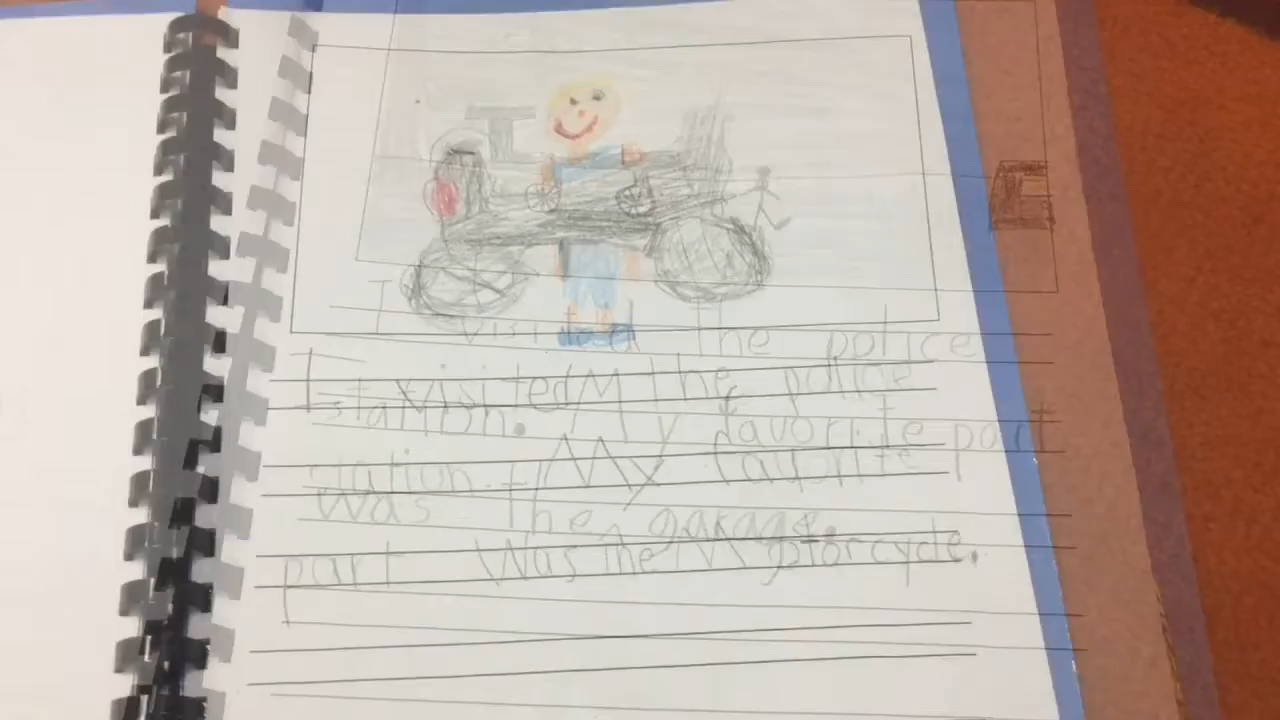 I visited the police
I visited the police
station. My favorite part
station. My favorite
was the garage.
part was the Motorcycle.